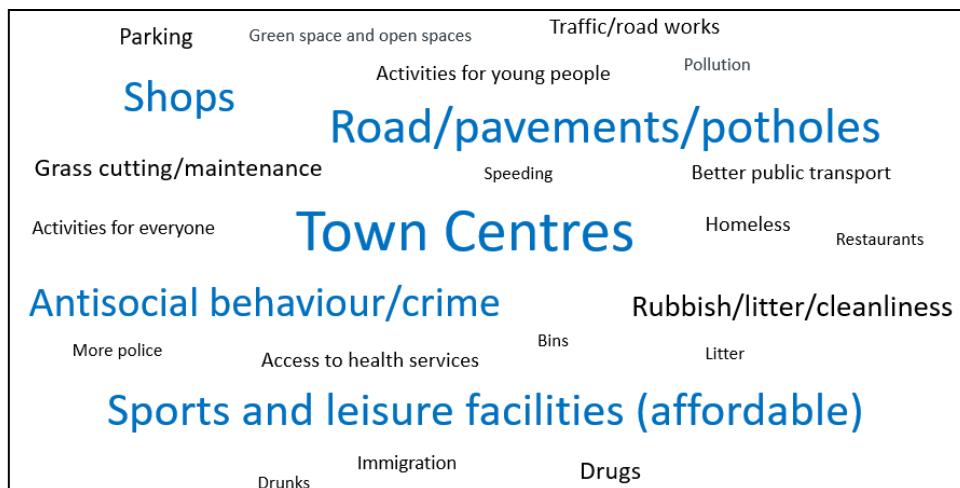 Parking
Green space and open spaces
Traffic/road works
Activities for young people
Pollution
Shops
Road/pavements/potholes
Grass cutting/maintenance
Speeding
Better public transport
Town Centres
Activities for everyone
Homeless
Restaurants
Antisocial behaviour/crime
Rubbish/litter/cleanliness
More police
Access to health services
Bins
Litter
Sports and leisure facilities (affordable)
Immigration
Drunks
Drugs